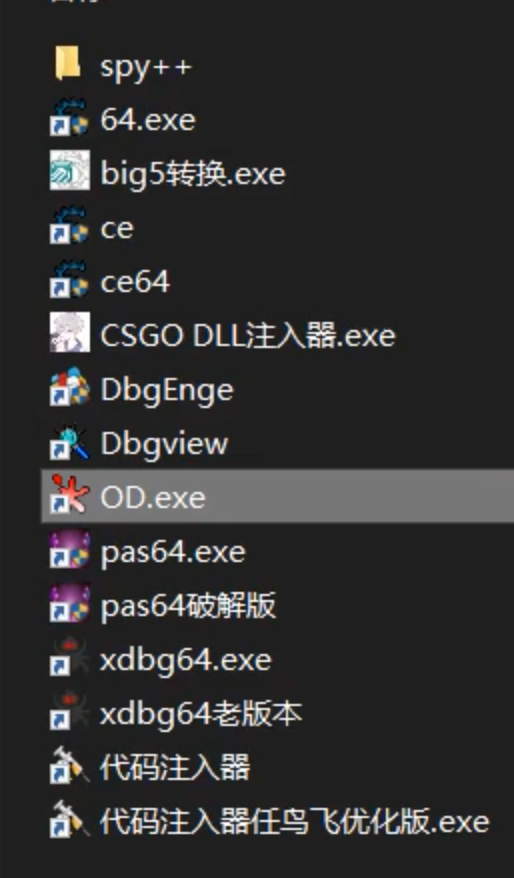 spy++
64.exe
big5转换.exe
ce
ce64
CSGO DLL注入器.exe
DbgEnge
Dbgview
OD.exe
pas64.exe
pas64破解版
xdbg64.exe
xdbg64老版本
代码注入器
代码注入器任鸟飞优化版.exe